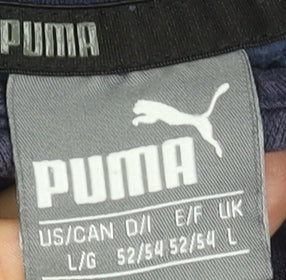 PUMA
PUMA
US/CAN D/I E/F UK
L/G 52/54 52/54 L